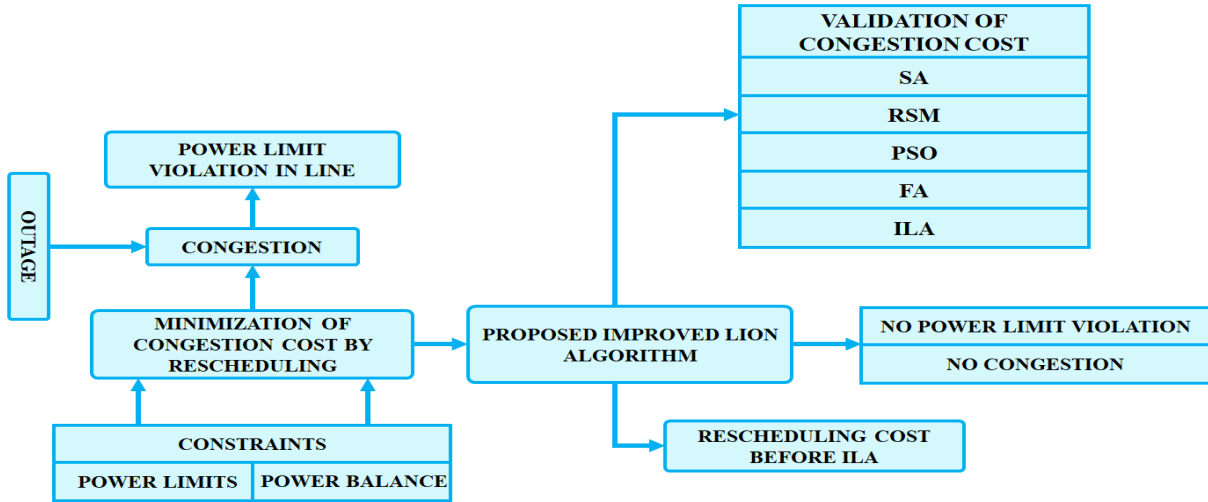 VALIDATION OF
CONGESTION COST
SA
RSM
PSO
FA
ILA
POWER LIMIT
VIOLATION IN LINE
OUTAGE
CONGESTION
MINIMIZATION OF
CONGESTION COST BY
RESCHEDULING
PROPOSED IMPROVED LION
ALGORITHM
NO POWER LIMIT VIOLATION
NO CONGESTION
CONSTRAINTS
POWER LIMITS
POWER BALANCE
RESCHEDULING COST
BEFORE ILA